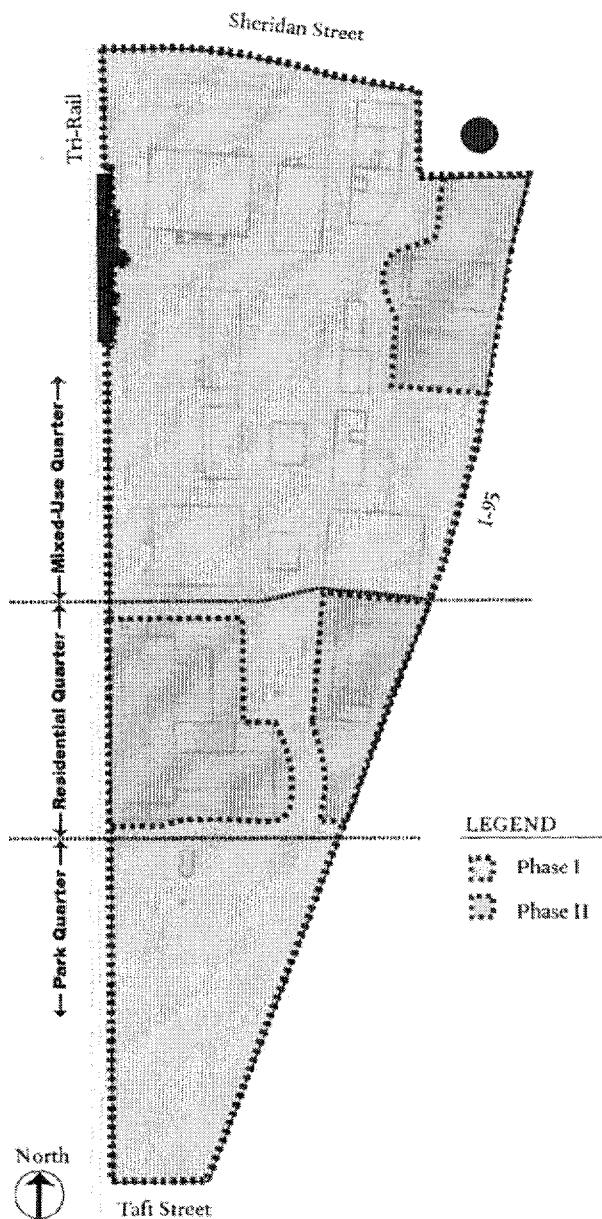 Sheridan Street
Tri-Rail
Mixed-Use Quarter
I-95
Residential Quarter
LEGEND
Phase I
Phase II
Park Quarter
North
Taft Street